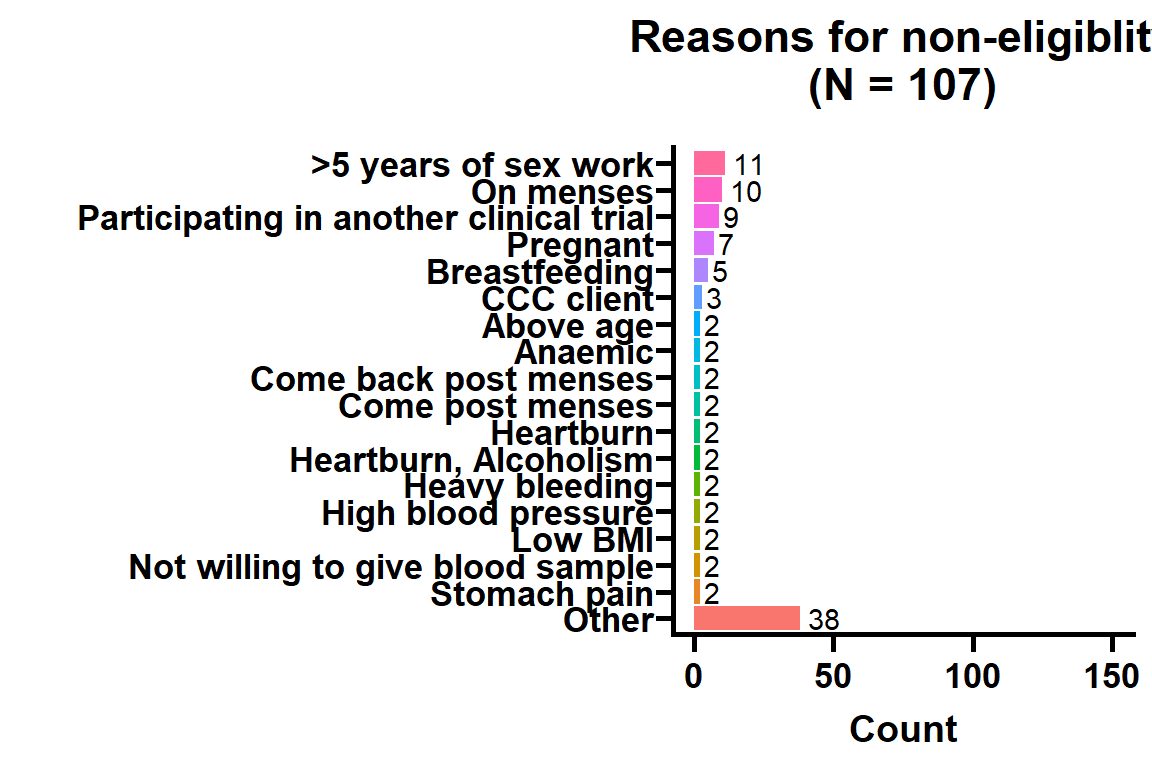 Reasons for non-eligiblit
(N = 107)
>5 years of sex work 11
On menses 10
Participating in another clinical trial 9
Pregnant 7
Breastfeeding 5
CCC client 3
Above age 2
Anaemic 2
Come back post menses 2
Come post menses 2
Heartburn 2
Heartburn, Alcoholism 2
Heavy bleeding 2
High blood pressure 2
Low BMI 2
Not willing to give blood sample 2
Stomach pain 2
Other 38
0 50 100 150
Count